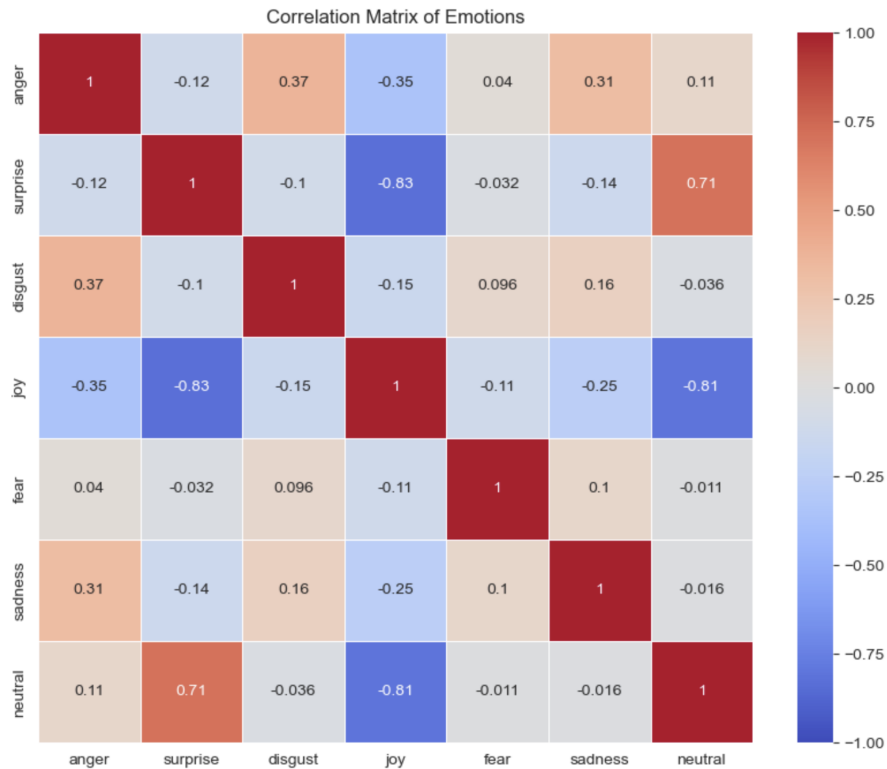 Correlation Matrix of Emotions
anger 1 -0.12 0.37 -0.35 0.04 0.31 0.11
surprise -0.12 1 -0.1 -0.83 -0.032 -0.14 0.71
disgust 0.37 -0.1 1 -0.15 0.096 0.16 -0.036
joy -0.35 -0.83 -0.15 1 -0.11 -0.25 -0.81
fear 0.04 -0.032 0.096 -0.11 1 0.1 -0.011
sadness 0.31 -0.14 0.16 -0.25 0.1 1 -0.016
neutral 0.11 0.71 -0.036 -0.81 -0.011 -0.016 1
anger surprise disgust joy fear sadness neutral
1.00
0.75
0.50
0.25
0.00
-0.25
-0.50
-0.75
-1.00